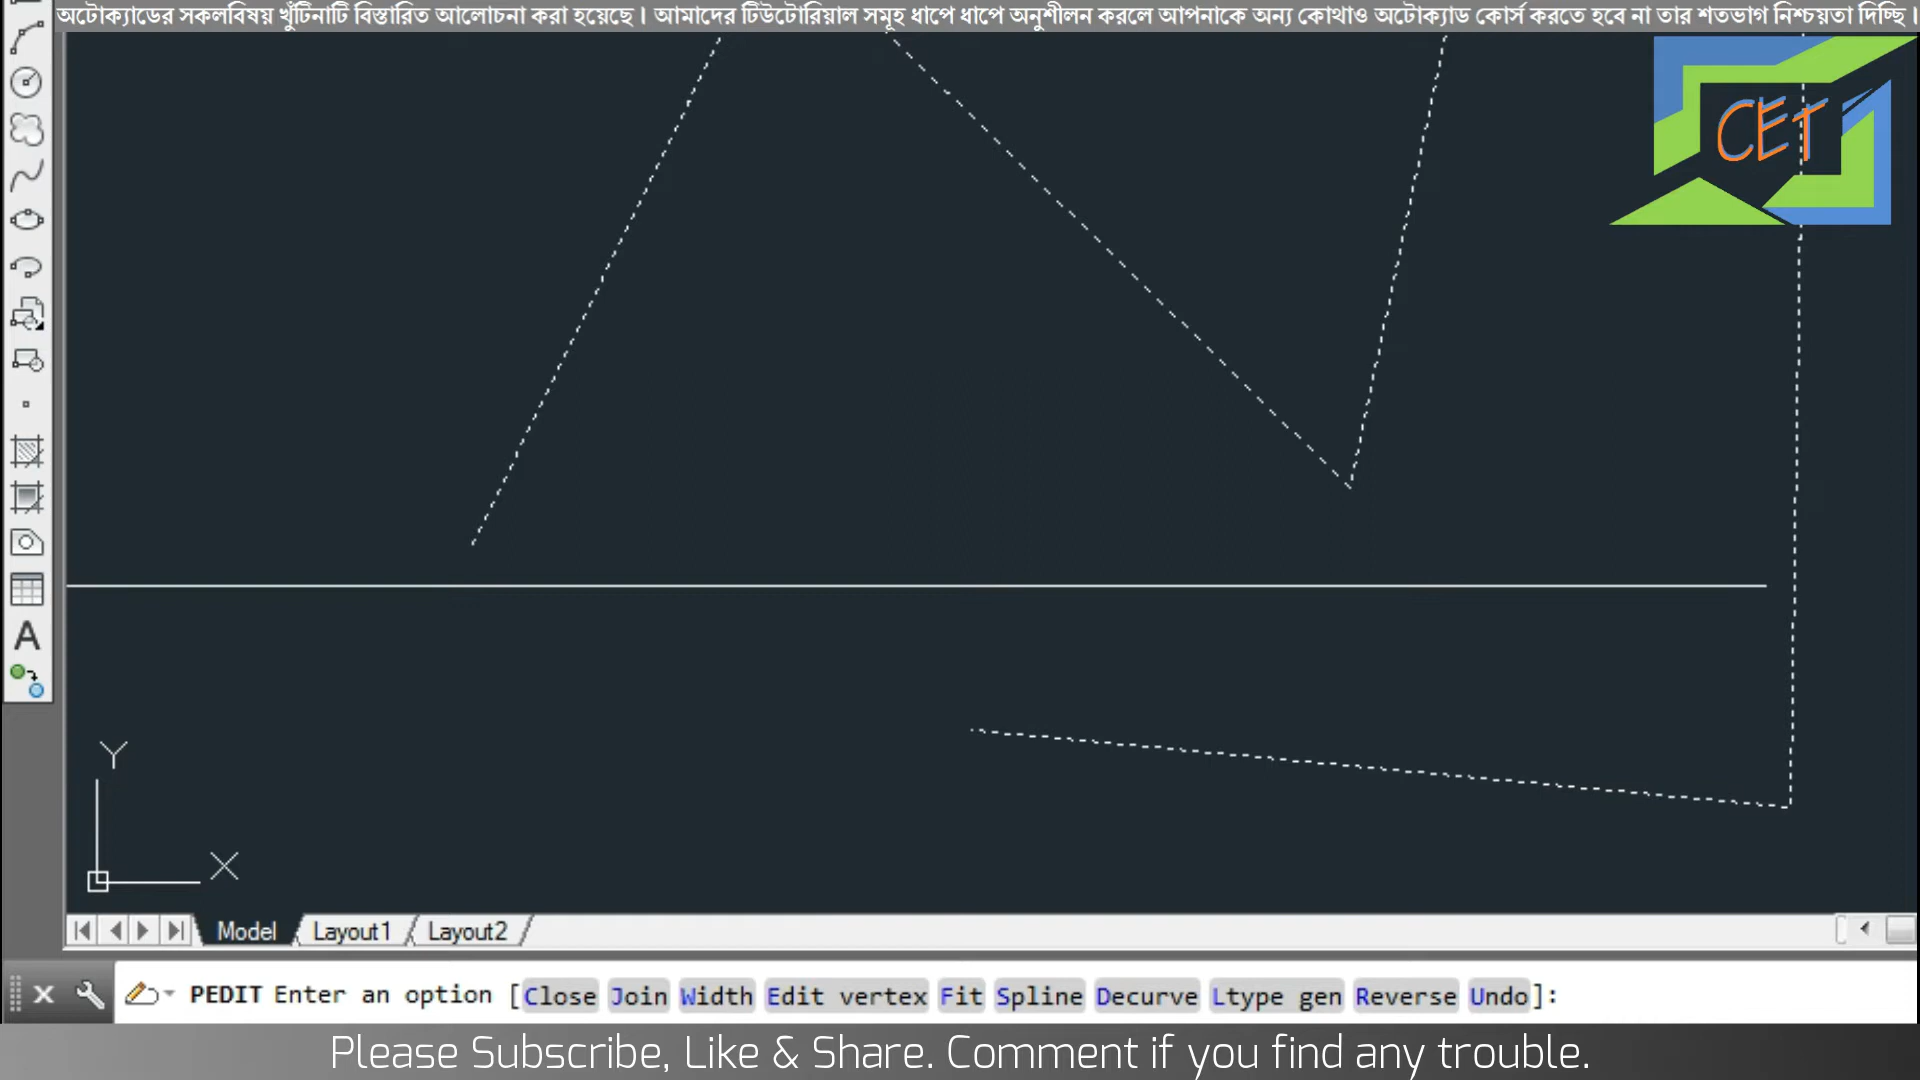 অটোক্যাডের সকলবিষয় খুঁটিনাটি বিস্তারিত আলোচনা করা হয়েছে। আমাদের টিউটোরিয়াল সমূহ ধাপে ধাপে অনুশীলন করলে আপনাকে অন্য কোথাও অটোক্যাড কোর্স করতে হবে না তার শতভাগ নিশ্চয়তা দিচ্ছি।
CET
A
Y
X
Model Layout1 Layout2
PEDIT Enter an option [Close Join Width Edit vertex Fit Spline Decurve Ltype gen Reverse Undo]:
Please Subscribe, Like & Share. Comment if you find any trouble.